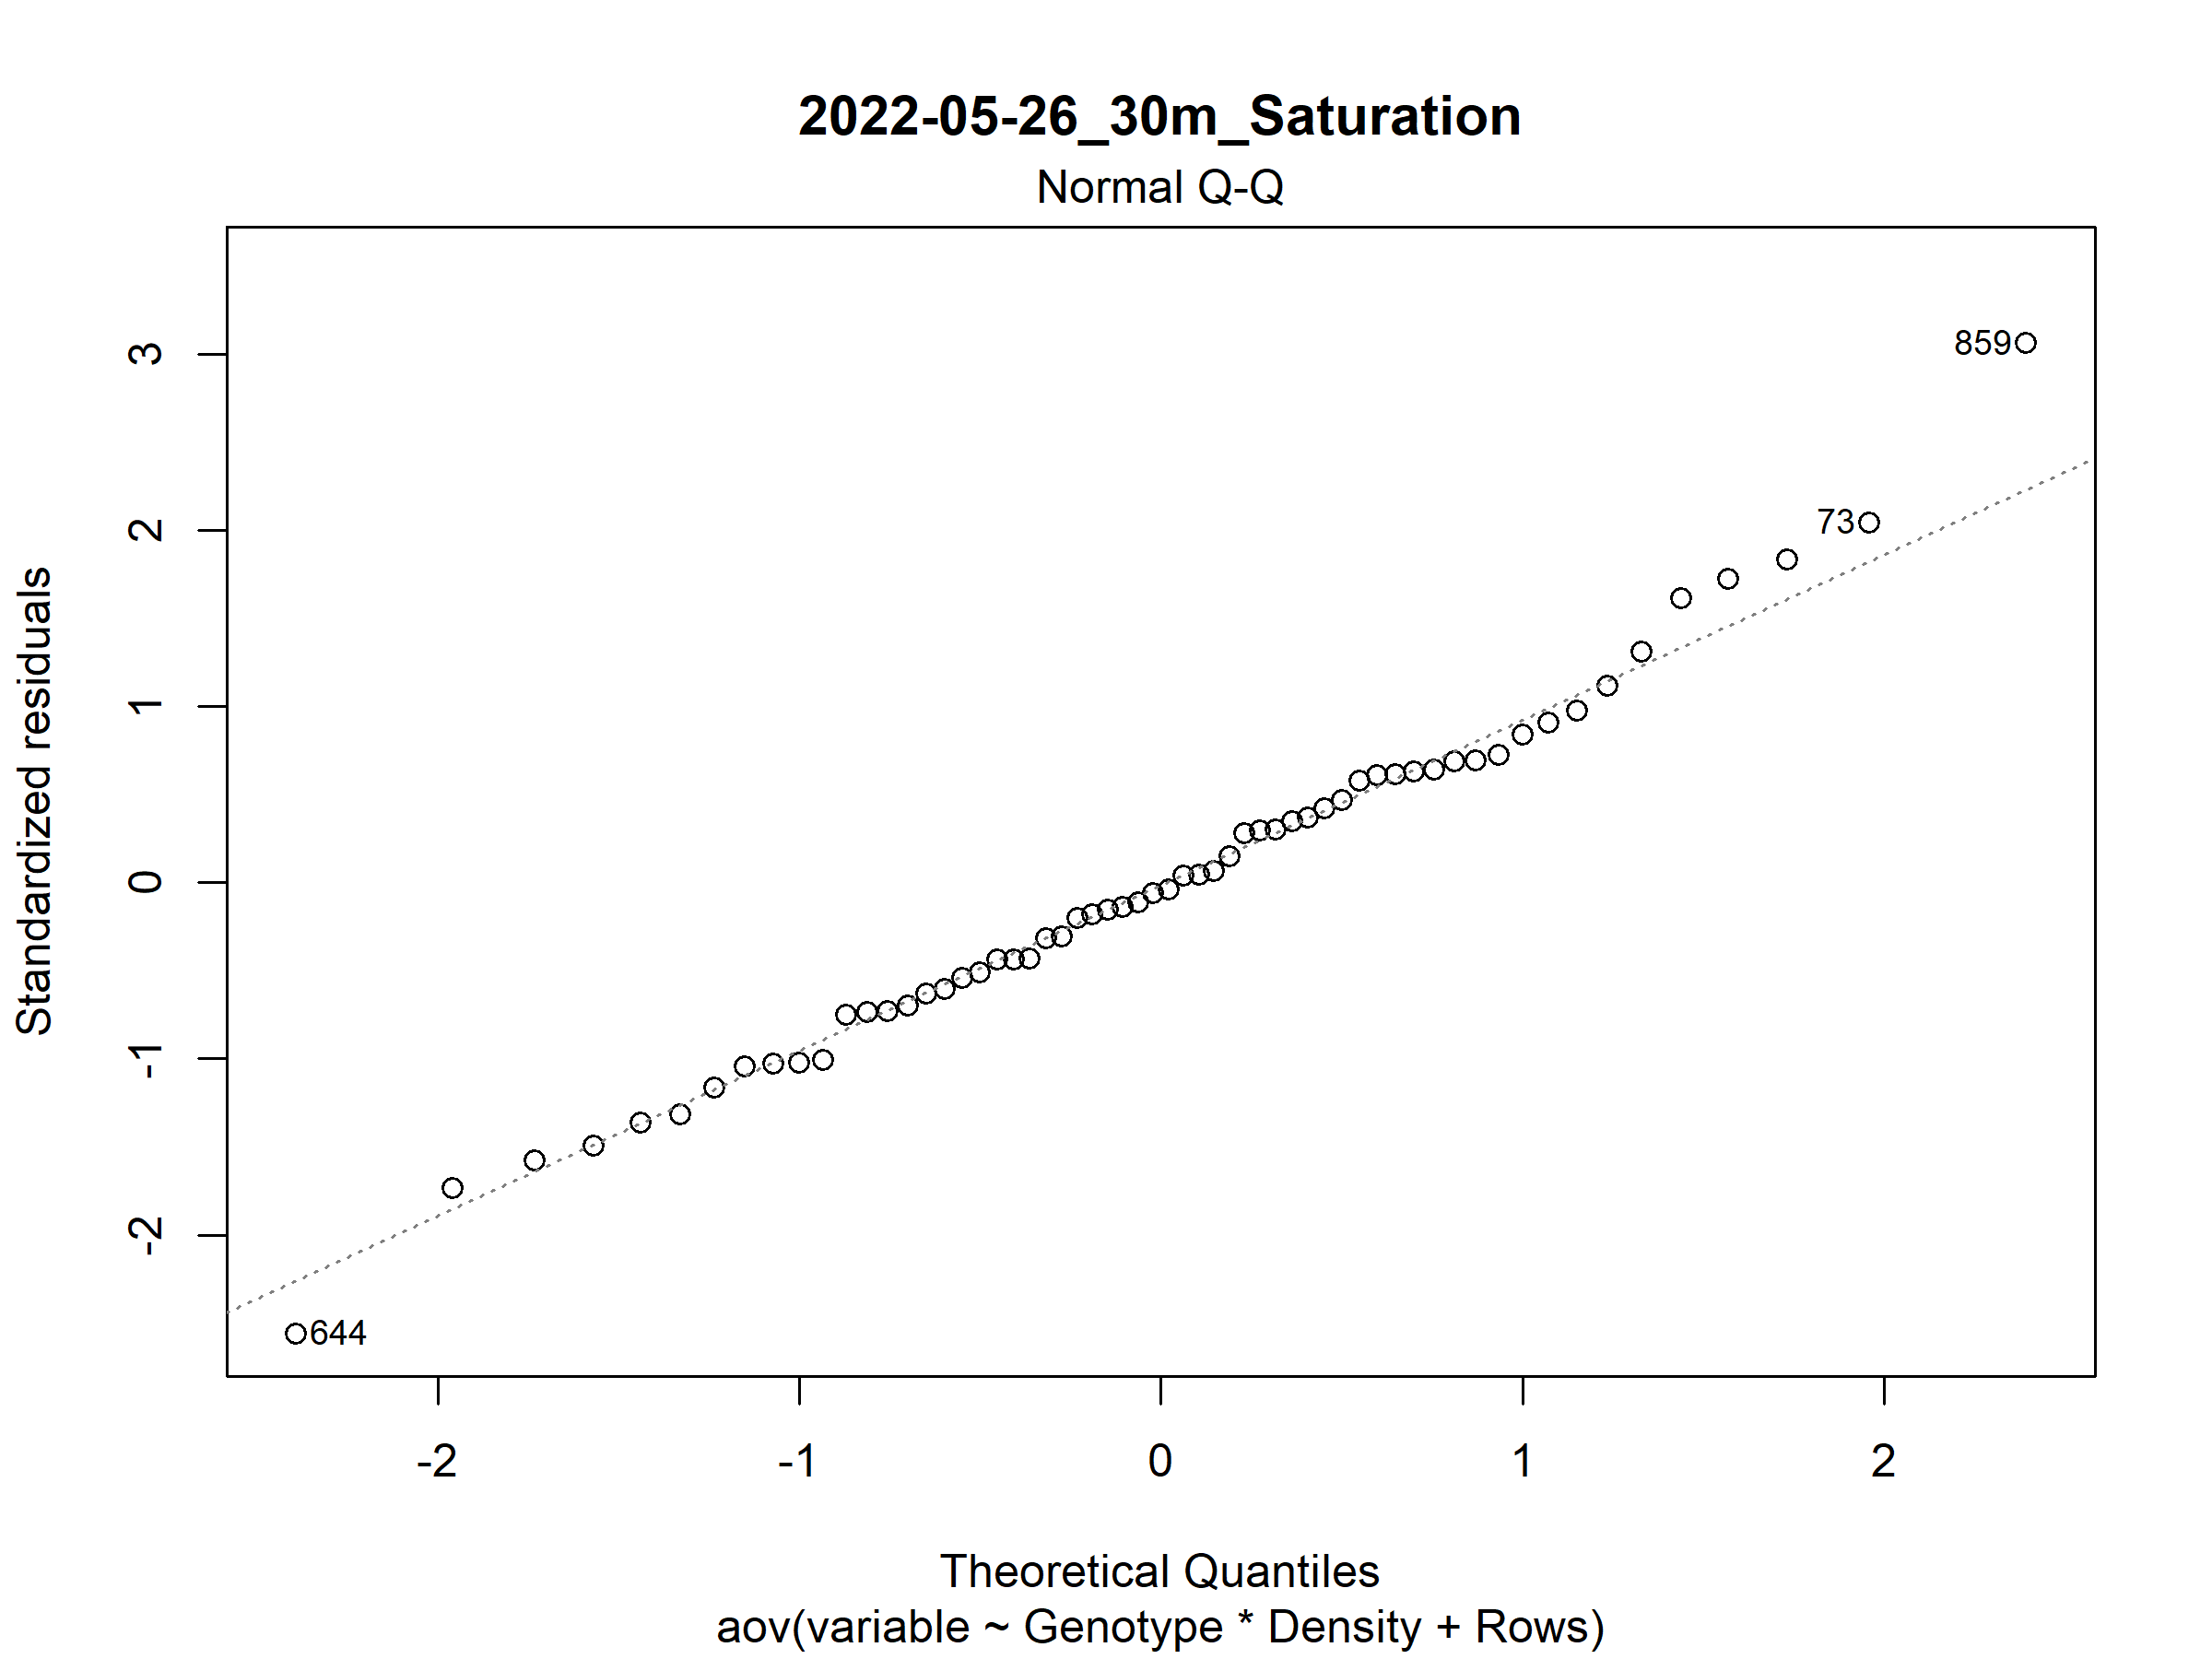 2022-05-26_30m_Saturation
Normal Q-Q
Standardized residuals
3
2
1
0
-1
-2
859
73
644
-2
-1
0
1
2
Theoretical Quantiles
aov(variable ~ Genotype * Density + Rows)